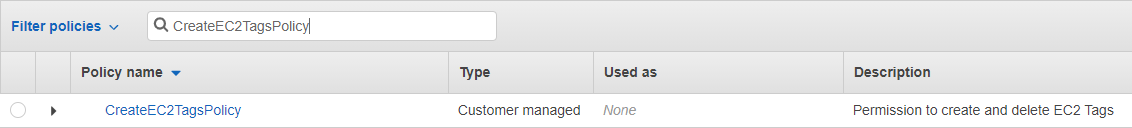 Filter policies CreateEC2TagsPolicy
Policy name Type Used as Description
CreateEC2TagsPolicy Customer managed None Permission to create and delete EC2 Tags